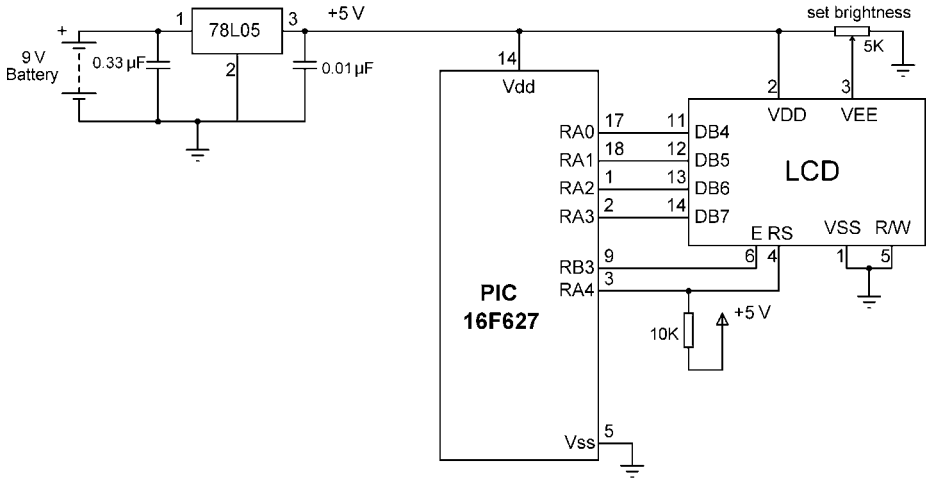 set brightness
+5 V
1
78L05
3
5K
+
9 V
Battery
0.33 µF
2
0.01 µF
14
Vdd
2
3
VDD
VEE
LCD
RA0
17
11
DB4
RA1
18
12
DB5
RA2
1
13
DB6
RA3
2
14
DB7
E RS
VSS
R/W
6
4
1
5
RB3
9
RA4
3
PIC
16F627
10K
+5 V
Vss
5